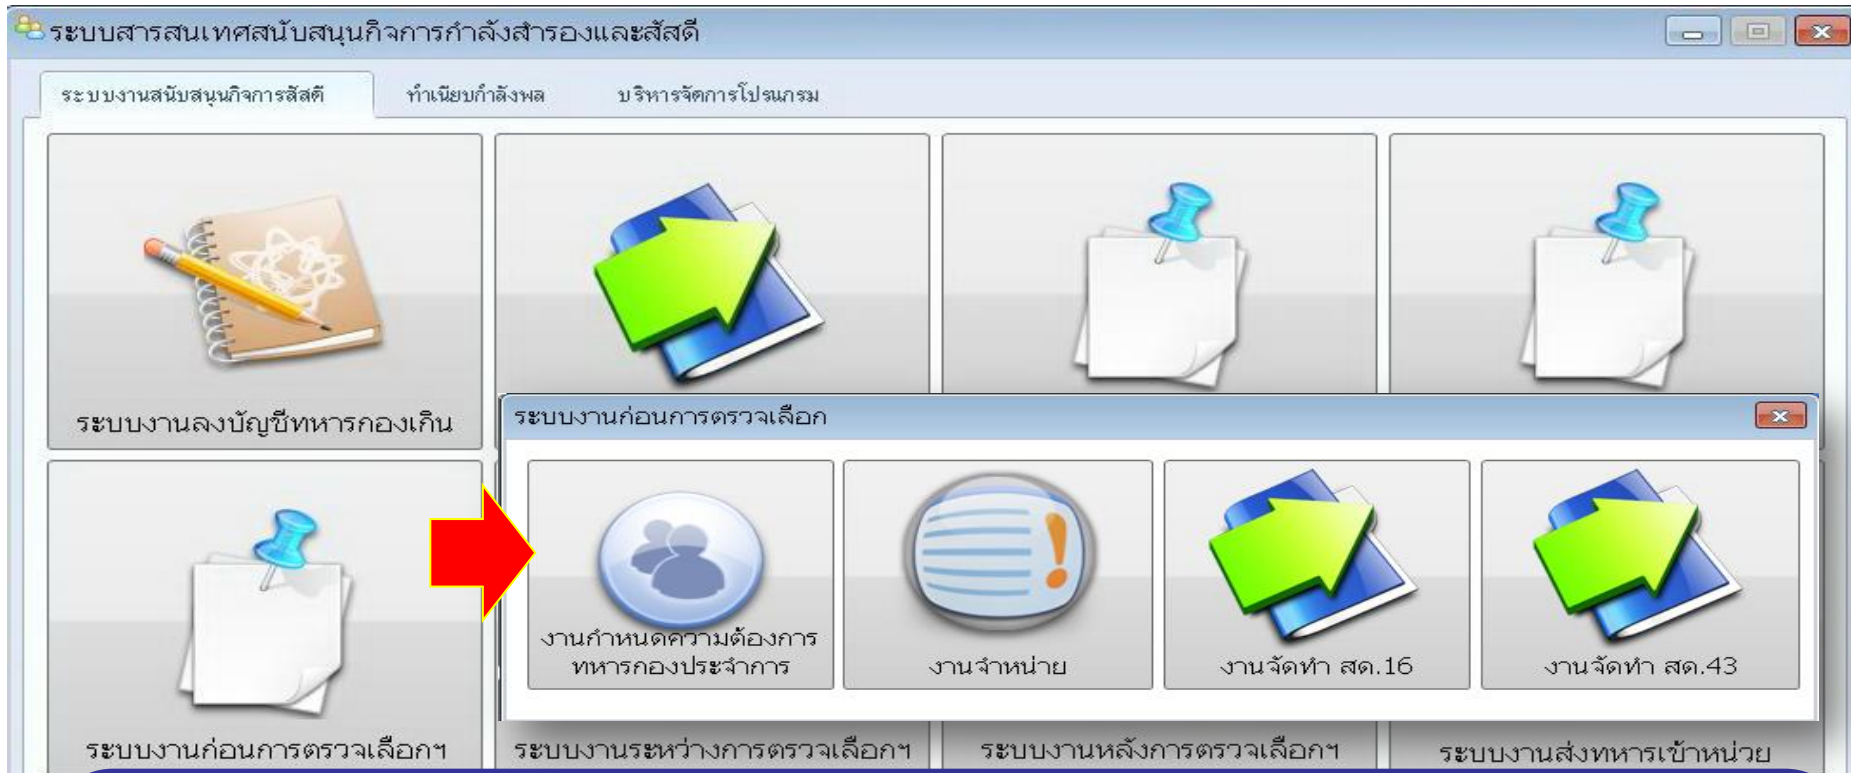 ระบบสารสนเทศสนับสนุนกิจการกำลังสำรองและสัสดี
ระบบงานสนับสนุนกิจการสัสดี
ทำเนียบกำลังพล
บริหารจัดการโปรแกรม
ระบบงานลงบัญชีทหารกองเกิน
ระบบงานก่อนการตรวจเลือก
งานกำหนดความต้องการ
ทหารกองประจำการ
งานจำหน่าย
งานจัดทำ สด.16
งานจัดทำ สด.43
ระบบงานก่อนการตรวจเลือกฯ
ระบบงานระหว่างการตรวจเลือกฯ
ระบบงานหลังการตรวจเลือกฯ
ระบบงานส่งทหารเข้าหน่วย